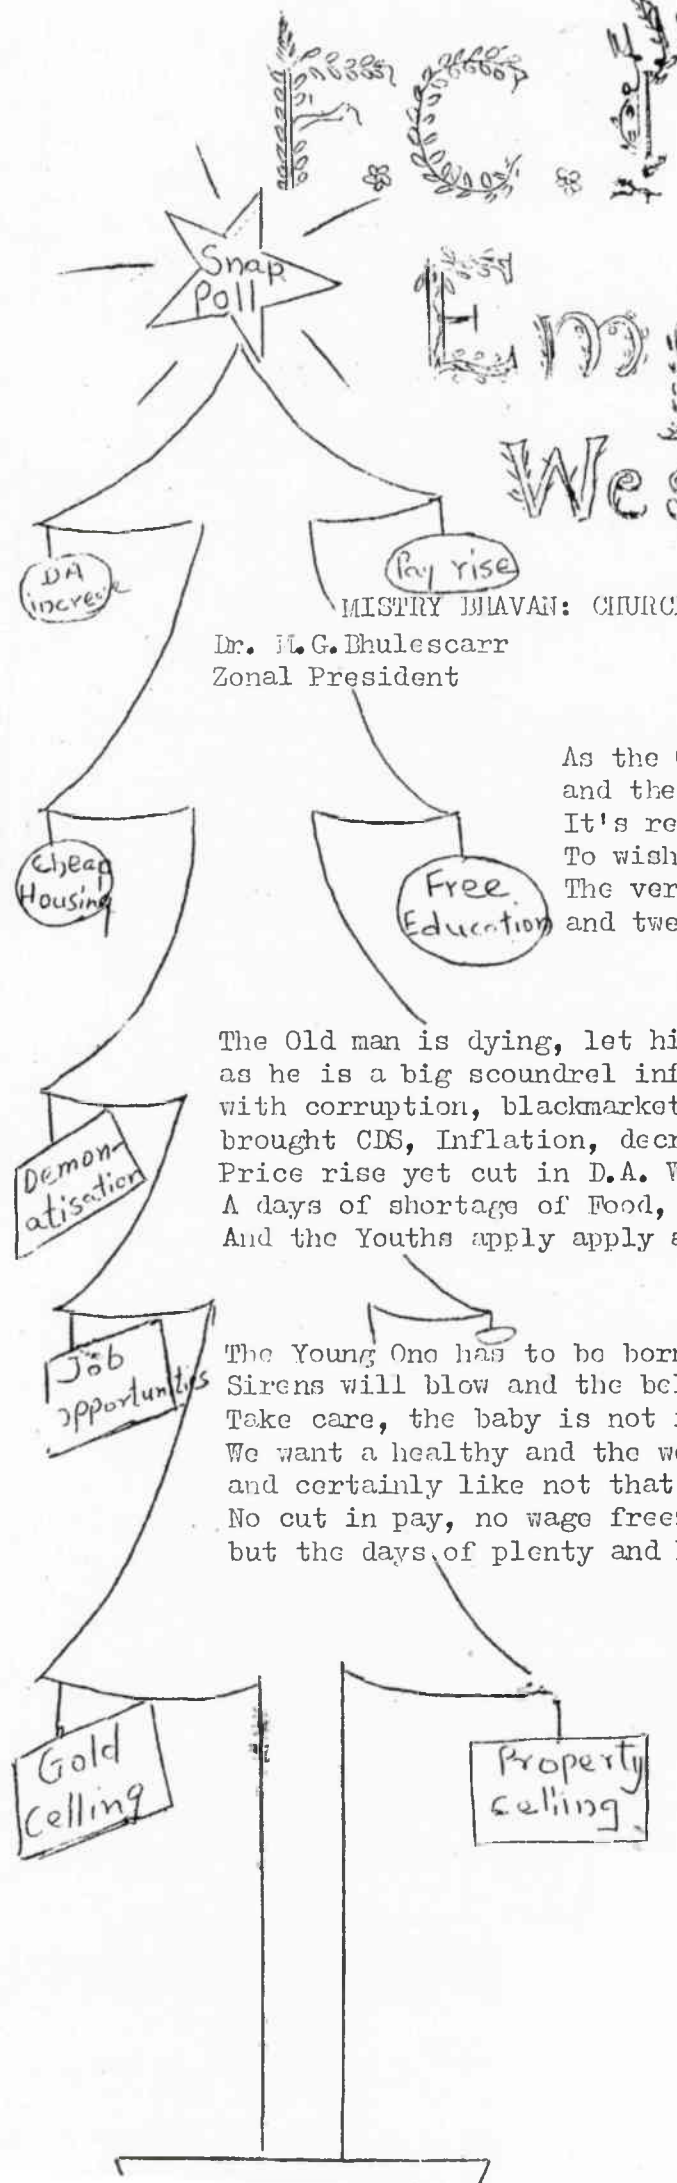 F.C.I
Snap
Poll
Em
Wes
DA
increse
Pay rise
MISTRY BHAVAN: CHURC
Dr. M.G.Bhulescarr
Zonal President
As the
and the
It's re
To wish
The ver
and twe
Cheap
Housing
Free
Education
The Old man is dying, let hi
as he is a big scoundrel inf
with corruption, blackmarket
brought CDS, Inflation, decr
Price rise yet cut in D.A. W
A days of shortage of Food,
And the Youths apply apply a
Demon-
atisation
Job
opportunities
The Young One has to be born
Sirens will blow and the bel
Take care, the baby is not i
We want a healthy and the we
and certainly like not that
No cut in pay, no wage frees
but the days of plenty and
Gold
Celling
Property
Celling